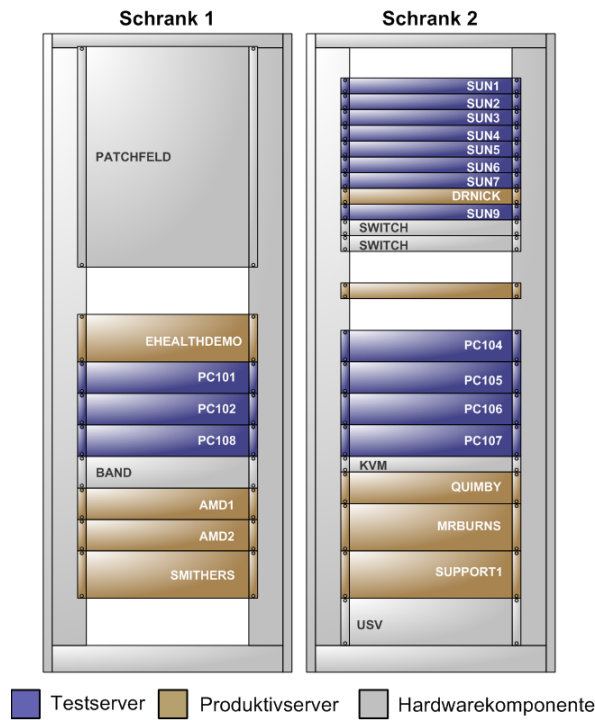 Schrank 1
PATCHFELD
EHEALTHDEMO
PC101
PC102
PC108
BAND
AMD1
AMD2
SMITHERS
Schrank 2
SUN1
SUN2
SUN3
SUN4
SUN5
SUN6
SUN7
DRNICK
SUN9
SWITCH
SWITCH
PC104
PC105
PC106
PC107
KVM
QUIMBY
MRBURNS
SUPPORT1
USV
Testserver
Produktivserver
Hardwarekomponente